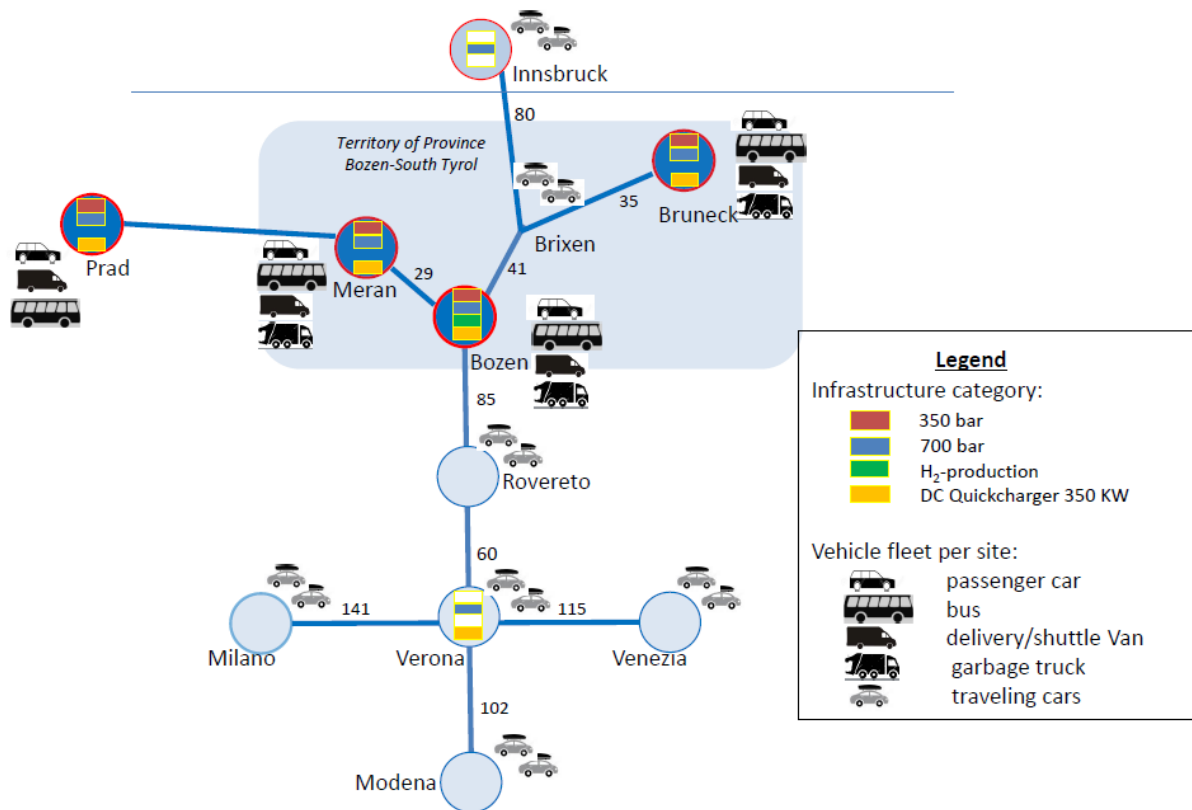 Innsbruck
80
Territory of Province
Bozen-South Tyrol
35
Bruneck
Brixen
Prad
Meran
29
41
Bozen
85
Rovereto
60
141
115
Milano
Verona
Venezia
102
Modena
Legend
Infrastructure category:
350 bar
700 bar
H₂-production
DC Quickcharger 350 KW
Vehicle fleet per site:
passenger car
bus
delivery/shuttle Van
garbage truck
traveling cars